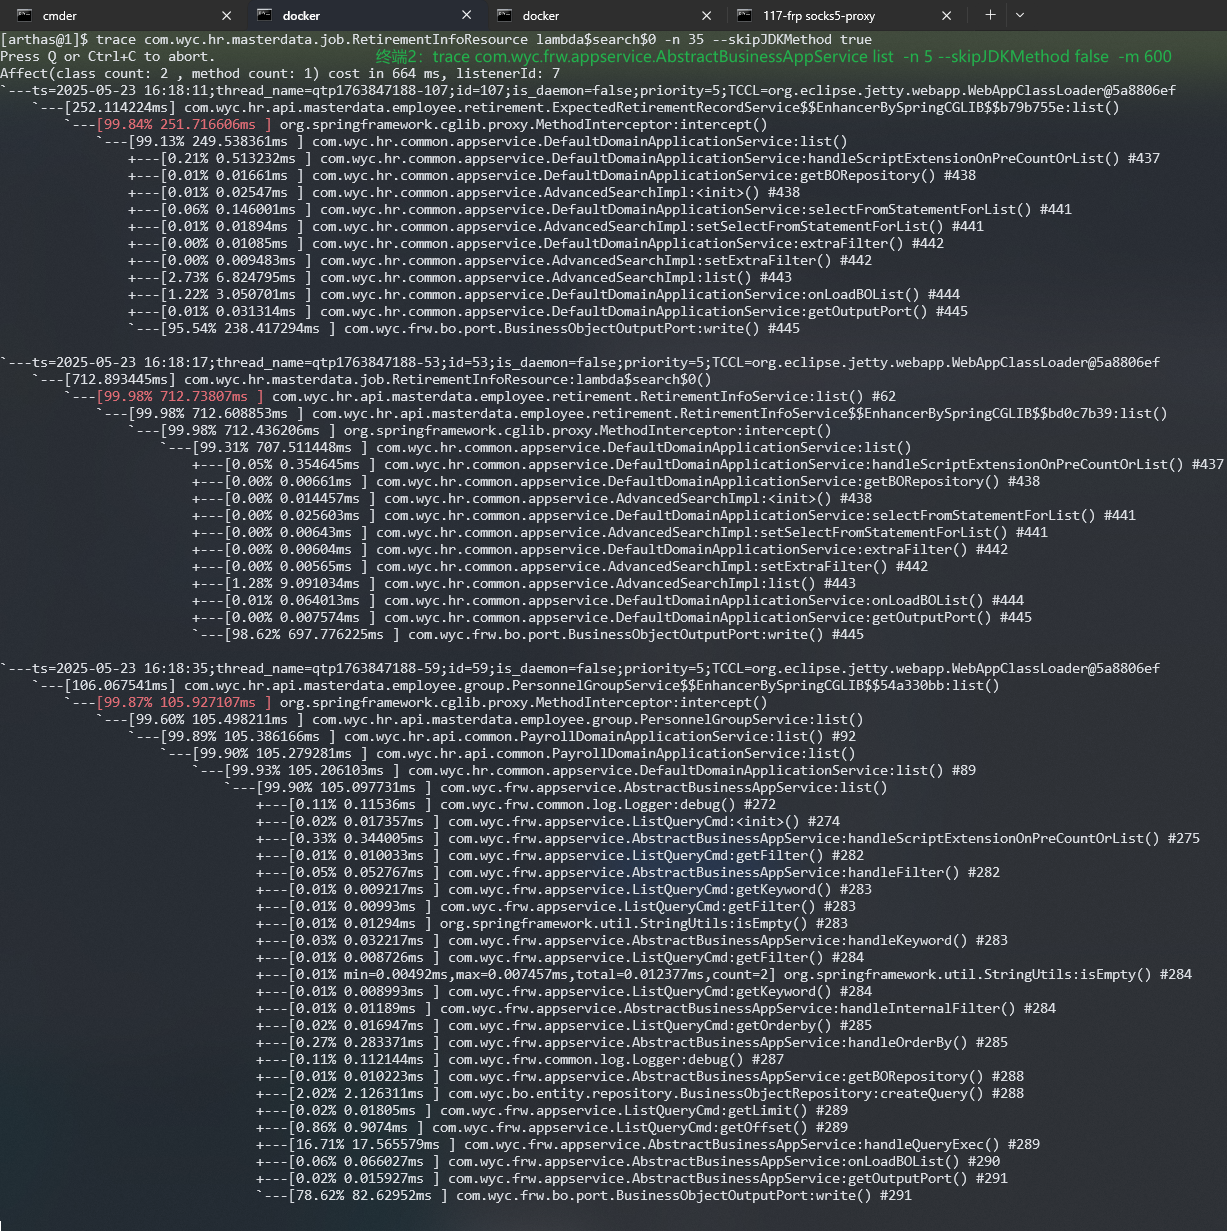 cmder
docker
docker
117-frp socks5-proxy
[arthas@1]$ trace com.wyc.hr.masterdata.job.RetirementInfoResource lambda$search$0 -n 35 --skipJDKMethod true
Press Q or Ctrl+C to abort.
终端2：trace com.wyc.frw.appservice.AbstractBusinessAppService list -n 5 --skipJDKMethod false -m 600
Affect(class count: 2 , method count: 1) cost in 664 ms, listenerId: 7
`---ts=2025-05-23 16:18:11;thread_name=qtp1763847188-107;id=107;is_daemon=false;priority=5;TCCL=org.eclipse.jetty.webapp.WebAppClassLoader@5a8806ef
`---[252.114224ms] com.wyc.hr.api.masterdata.employee.retirement.ExpectedRetirementRecordService$$EnhancerBySpringCGLIB$$b79b755e:list()
`---[99.84% 251.716606ms ] org.springframework.cglib.proxy.MethodInterceptor:intercept()
`---[99.13% 249.538361ms ] com.wyc.hr.common.appservice.DefaultDomainApplicationService:list()
+---[0.21% 0.513232ms ] com.wyc.hr.common.appservice.DefaultDomainApplicationService:handleScriptExtensionOnPreCountOrList() #437
+---[0.01% 0.01661ms ] com.wyc.hr.common.appservice.DefaultDomainApplicationService:getBORepository() #438
+---[0.01% 0.02547ms ] com.wyc.hr.common.appservice.AdvancedSearchImpl:<init>() #438
+---[0.06% 0.146001ms ] com.wyc.hr.common.appservice.DefaultDomainApplicationService:selectFromStatementForList() #441
+---[0.01% 0.01894ms ] com.wyc.hr.common.appservice.AdvancedSearchImpl:setSelectFromStatementForList() #441
+---[0.00% 0.01085ms ] com.wyc.hr.common.appservice.DefaultDomainApplicationService:extraFilter() #442
+---[0.00% 0.009483ms ] com.wyc.hr.common.appservice.AdvancedSearchImpl:setExtraFilter() #442
+---[2.73% 6.824795ms ] com.wyc.hr.common.appservice.AdvancedSearchImpl:list() #443
+---[1.22% 3.050701ms ] com.wyc.hr.common.appservice.DefaultDomainApplicationService:onLoadBOList() #444
+---[0.01% 0.031314ms ] com.wyc.hr.common.appservice.DefaultDomainApplicationService:getOutputPort() #445
`---[95.54% 238.417294ms ] com.wyc.frw.bo.port.BusinessObjectOutputPort:write() #445
`---ts=2025-05-23 16:18:17;thread_name=qtp1763847188-53;id=53;is_daemon=false;priority=5;TCCL=org.eclipse.jetty.webapp.WebAppClassLoader@5a8806ef
`---[712.893445ms] com.wyc.hr.masterdata.job.RetirementInfoResource:lambda$search$0()
`---[99.98% 712.73807ms ] com.wyc.hr.api.masterdata.employee.retirement.RetirementInfoService:list() #62
`---[99.98% 712.608853ms ] com.wyc.hr.api.masterdata.employee.retirement.RetirementInfoService$$EnhancerBySpringCGLIB$$bd0c7b39:list()
`---[99.98% 712.436206ms ] org.springframework.cglib.proxy.MethodInterceptor:intercept()
`---[99.31% 707.511448ms ] com.wyc.hr.common.appservice.DefaultDomainApplicationService:list()
+---[0.05% 0.354645ms ] com.wyc.hr.common.appservice.DefaultDomainApplicationService:handleScriptExtensionOnPreCountOrList() #437
+---[0.00% 0.00661ms ] com.wyc.hr.common.appservice.DefaultDomainApplicationService:getBORepository() #438
+---[0.00% 0.014457ms ] com.wyc.hr.common.appservice.AdvancedSearchImpl:<init>() #438
+---[0.00% 0.025603ms ] com.wyc.hr.common.appservice.DefaultDomainApplicationService:selectFromStatementForList() #441
+---[0.00% 0.00643ms ] com.wyc.hr.common.appservice.AdvancedSearchImpl:setSelectFromStatementForList() #441
+---[0.00% 0.00604ms ] com.wyc.hr.common.appservice.DefaultDomainApplicationService:extraFilter() #442
+---[0.00% 0.00565ms ] com.wyc.hr.common.appservice.AdvancedSearchImpl:setExtraFilter() #442
+---[1.28% 9.091034ms ] com.wyc.hr.common.appservice.AdvancedSearchImpl:list() #443
+---[0.01% 0.064013ms ] com.wyc.hr.common.appservice.DefaultDomainApplicationService:onLoadBOList() #444
+---[0.00% 0.007574ms ] com.wyc.hr.common.appservice.DefaultDomainApplicationService:getOutputPort() #445
`---[98.62% 697.776225ms ] com.wyc.frw.bo.port.BusinessObjectOutputPort:write() #445
`---ts=2025-05-23 16:18:35;thread_name=qtp1763847188-59;id=59;is_daemon=false;priority=5;TCCL=org.eclipse.jetty.webapp.WebAppClassLoader@5a8806ef
`---[106.067541ms] com.wyc.hr.api.masterdata.employee.group.PersonnelGroupService$$EnhancerBySpringCGLIB$$54a330bb:list()
`---[99.87% 105.927107ms ] org.springframework.cglib.proxy.MethodInterceptor:intercept()
`---[99.60% 105.498211ms ] com.wyc.hr.api.masterdata.employee.group.PersonnelGroupService:list()
`---[99.89% 105.386166ms ] com.wyc.hr.api.common.PayrollDomainApplicationService:list() #92
`---[99.90% 105.279281ms ] com.wyc.hr.api.common.PayrollDomainApplicationService:list()
`---[99.93% 105.206103ms ] com.wyc.hr.common.appservice.DefaultDomainApplicationService:list() #89
`---[99.90% 105.097731ms ] com.wyc.frw.appservice.AbstractBusinessAppService:list()
+---[0.11% 0.11536ms ] com.wyc.frw.common.log.Logger:debug() #272
+---[0.02% 0.017357ms ] com.wyc.frw.appservice.ListQueryCmd:<init>() #274
+---[0.33% 0.344005ms ] com.wyc.frw.appservice.AbstractBusinessAppService:handleScriptExtensionOnPreCountOrList() #275
+---[0.01% 0.010033ms ] com.wyc.frw.appservice.ListQueryCmd:getFilter() #282
+---[0.05% 0.052767ms ] com.wyc.frw.appservice.AbstractBusinessAppService:handleFilter() #282
+---[0.01% 0.009217ms ] com.wyc.frw.appservice.ListQueryCmd:getKeyword() #283
+---[0.01% 0.00993ms ] com.wyc.frw.appservice.ListQueryCmd:getFilter() #283
+---[0.01% 0.01294ms ] org.springframework.util.StringUtils:isEmpty() #283
+---[0.03% 0.032217ms ] com.wyc.frw.appservice.AbstractBusinessAppService:handleKeyword() #283
+---[0.01% 0.008726ms ] com.wyc.frw.appservice.ListQueryCmd:getFilter() #284
+---[0.01% min=0.00492ms,max=0.007457ms,total=0.012377ms,count=2] org.springframework.util.StringUtils:isEmpty() #284
+---[0.01% 0.008993ms ] com.wyc.frw.appservice.ListQueryCmd:getKeyword() #284
+---[0.01% 0.01189ms ] com.wyc.frw.appservice.AbstractBusinessAppService:handleInternalFilter() #284
+---[0.02% 0.016947ms ] com.wyc.frw.appservice.ListQueryCmd:getOrderby() #285
+---[0.27% 0.283371ms ] com.wyc.frw.appservice.AbstractBusinessAppService:handleOrderBy() #285
+---[0.11% 0.112144ms ] com.wyc.frw.common.log.Logger:debug() #287
+---[0.01% 0.010223ms ] com.wyc.frw.appservice.AbstractBusinessAppService:getBORepository() #288
+---[2.02% 2.126311ms ] com.wyc.bo.entity.repository.BusinessObjectRepository:createQuery() #288
+---[0.02% 0.01805ms ] com.wyc.frw.appservice.ListQueryCmd:getLimit() #289
+---[0.86% 0.9074ms ] com.wyc.frw.appservice.ListQueryCmd:getOffset() #289
+---[16.71% 17.565579ms ] com.wyc.frw.appservice.AbstractBusinessAppService:handleQueryExec() #289
+---[0.06% 0.066027ms ] com.wyc.frw.appservice.AbstractBusinessAppService:onLoadBOList() #290
+---[0.02% 0.015927ms ] com.wyc.frw.appservice.AbstractBusinessAppService:getOutputPort() #291
`---[78.62% 82.62952ms ] com.wyc.frw.bo.port.BusinessObjectOutputPort:write() #291